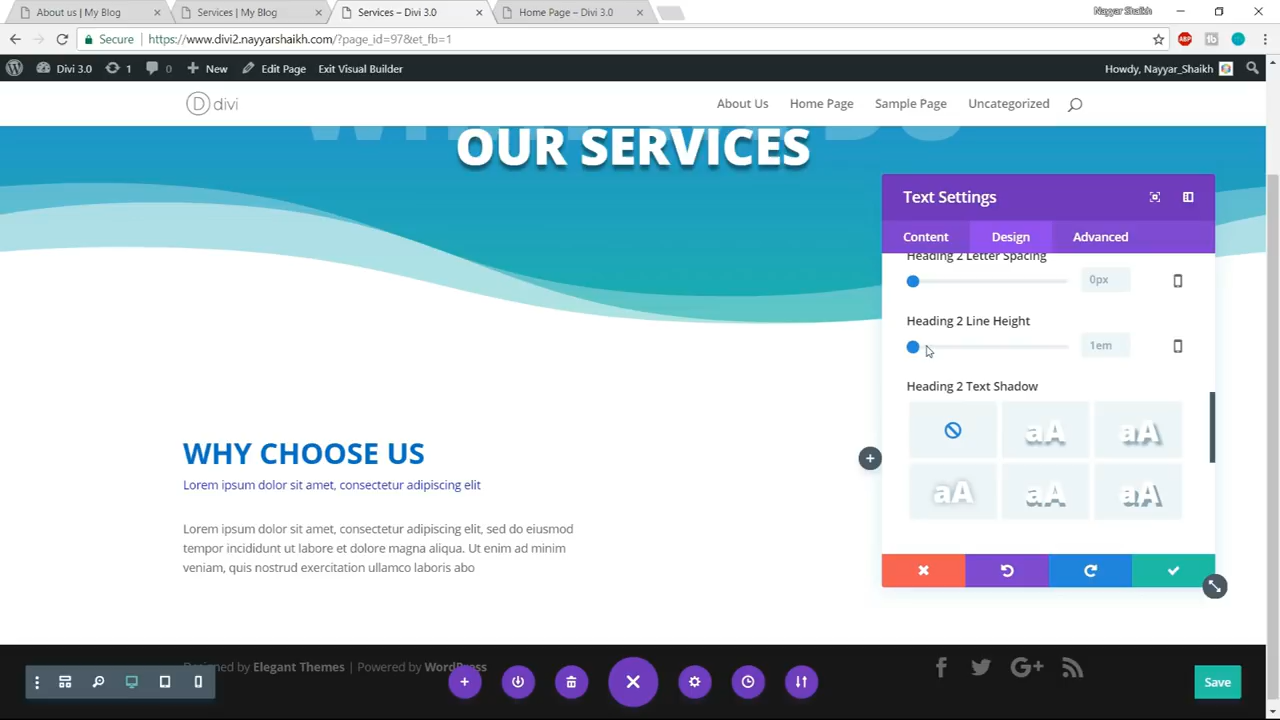 About us | My Blog
Services | My Blog
Services – Divi 3.0
Home Page – Divi 3.0
Nayyar Shaikh
Secure
https://www.divi2.nayyarshaikh.com/?page_id=97&et_fb=1
ABP
tb
Divi 3.0
1
0
New
Edit Page
Exit Visual Builder
Howdy, Nayyar_Shaikh
D divi
About Us
Home Page
Sample Page
Uncategorized
OUR SERVICES
Text Settings
Content
Design
Advanced
Heading 2 Letter Spacing
0px
Heading 2 Line Height
1em
Heading 2 Text Shadow
aA
aA
aA
aA
aA
WHY CHOOSE US
Lorem ipsum dolor sit amet, consectetur adipiscing elit
Lorem ipsum dolor sit amet, consectetur adipiscing elit, sed do eiusmod
tempor incididunt ut labore et dolore magna aliqua. Ut enim ad minim
veniam, quis nostrud exercitation ullamco laboris abo
Designed by Elegant Themes | Powered by WordPress
G+
Save